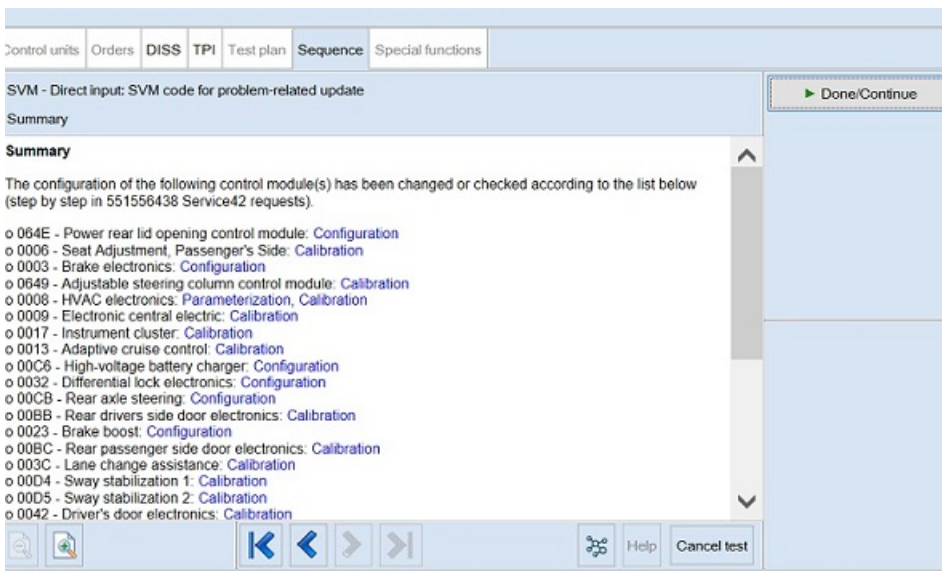 Control units Orders DISS TPI Test plan Sequence Special functions
SVM - Direct input: SVM code for problem-related update
Done/Continue
Summary
Summary
The configuration of the following control module(s) has been changed or checked according to the list below
(step by step in 551556438 Service42 requests).
o 064E - Power rear lid opening control module: Configuration
o 0006 - Seat Adjustment, Passenger's Side: Calibration
o 0003 - Brake electronics: Configuration
o 0649 - Adjustable steering column control module: Calibration
o 0008 - HVAC electronics: Parameterization, Calibration
o 0009 - Electronic central electric: Calibration
o 0017 - Instrument cluster: Calibration
o 0013 - Adaptive cruise control: Calibration
o 00C6 - High-voltage battery charger: Configuration
o 0032 - Differential lock electronics: Configuration
o 00CB - Rear axle steering: Configuration
o 00BB - Rear drivers side door electronics: Calibration
o 0023 - Brake boost: Configuration
o 00BC - Rear passenger side door electronics: Calibration
o 003C - Lane change assistance: Calibration
o 00D4 - Sway stabilization 1: Calibration
o 00D5 - Sway stabilization 2: Calibration
o 0042 - Driver's door electronics: Calibration
Help Cancel test